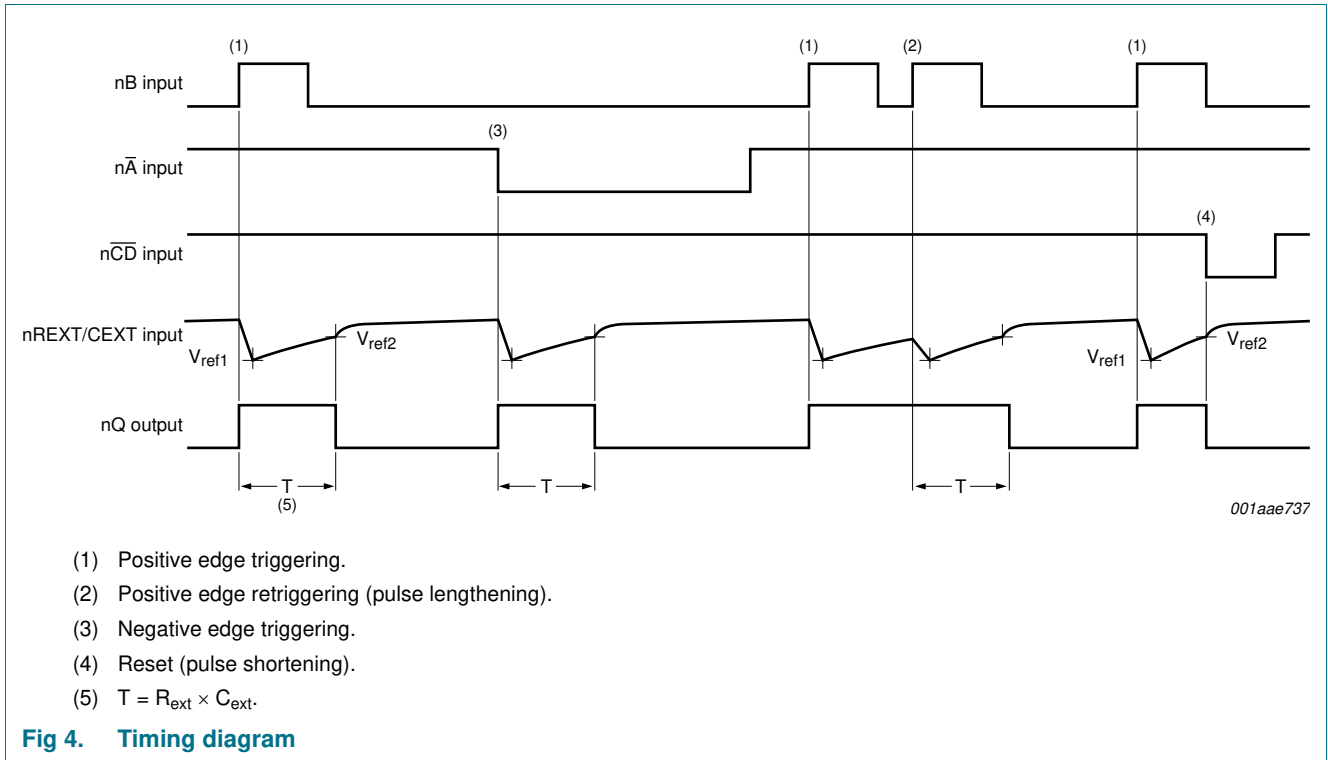 (1) (1) (2) (1)
nB input
(3)
nA̅ input
(4)
nC̅D̅ input
nREXT/CEXT input
Vref2 Vref2
Vref1 Vref1
nQ output
T T T
(5)
001aae737
(1) Positive edge triggering.
(2) Positive edge retriggering (pulse lengthening).
(3) Negative edge triggering.
(4) Reset (pulse shortening).
(5) T = Rext × Cext.
Fig 4. Timing diagram